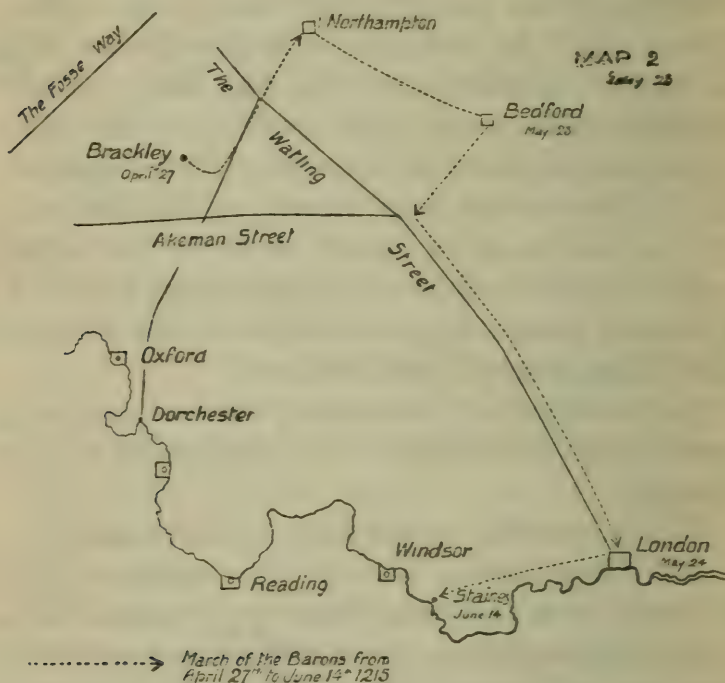 Northampton
MAP 2
The Fosse Way
The
Watling
Street
Bedford
May 23
Brackley
April 27
Akeman Street
Oxford
Dorchester
Windsor
London
May 24
Reading
Staines
June 14
March of the Barons from
April 27th to June 14th 1215